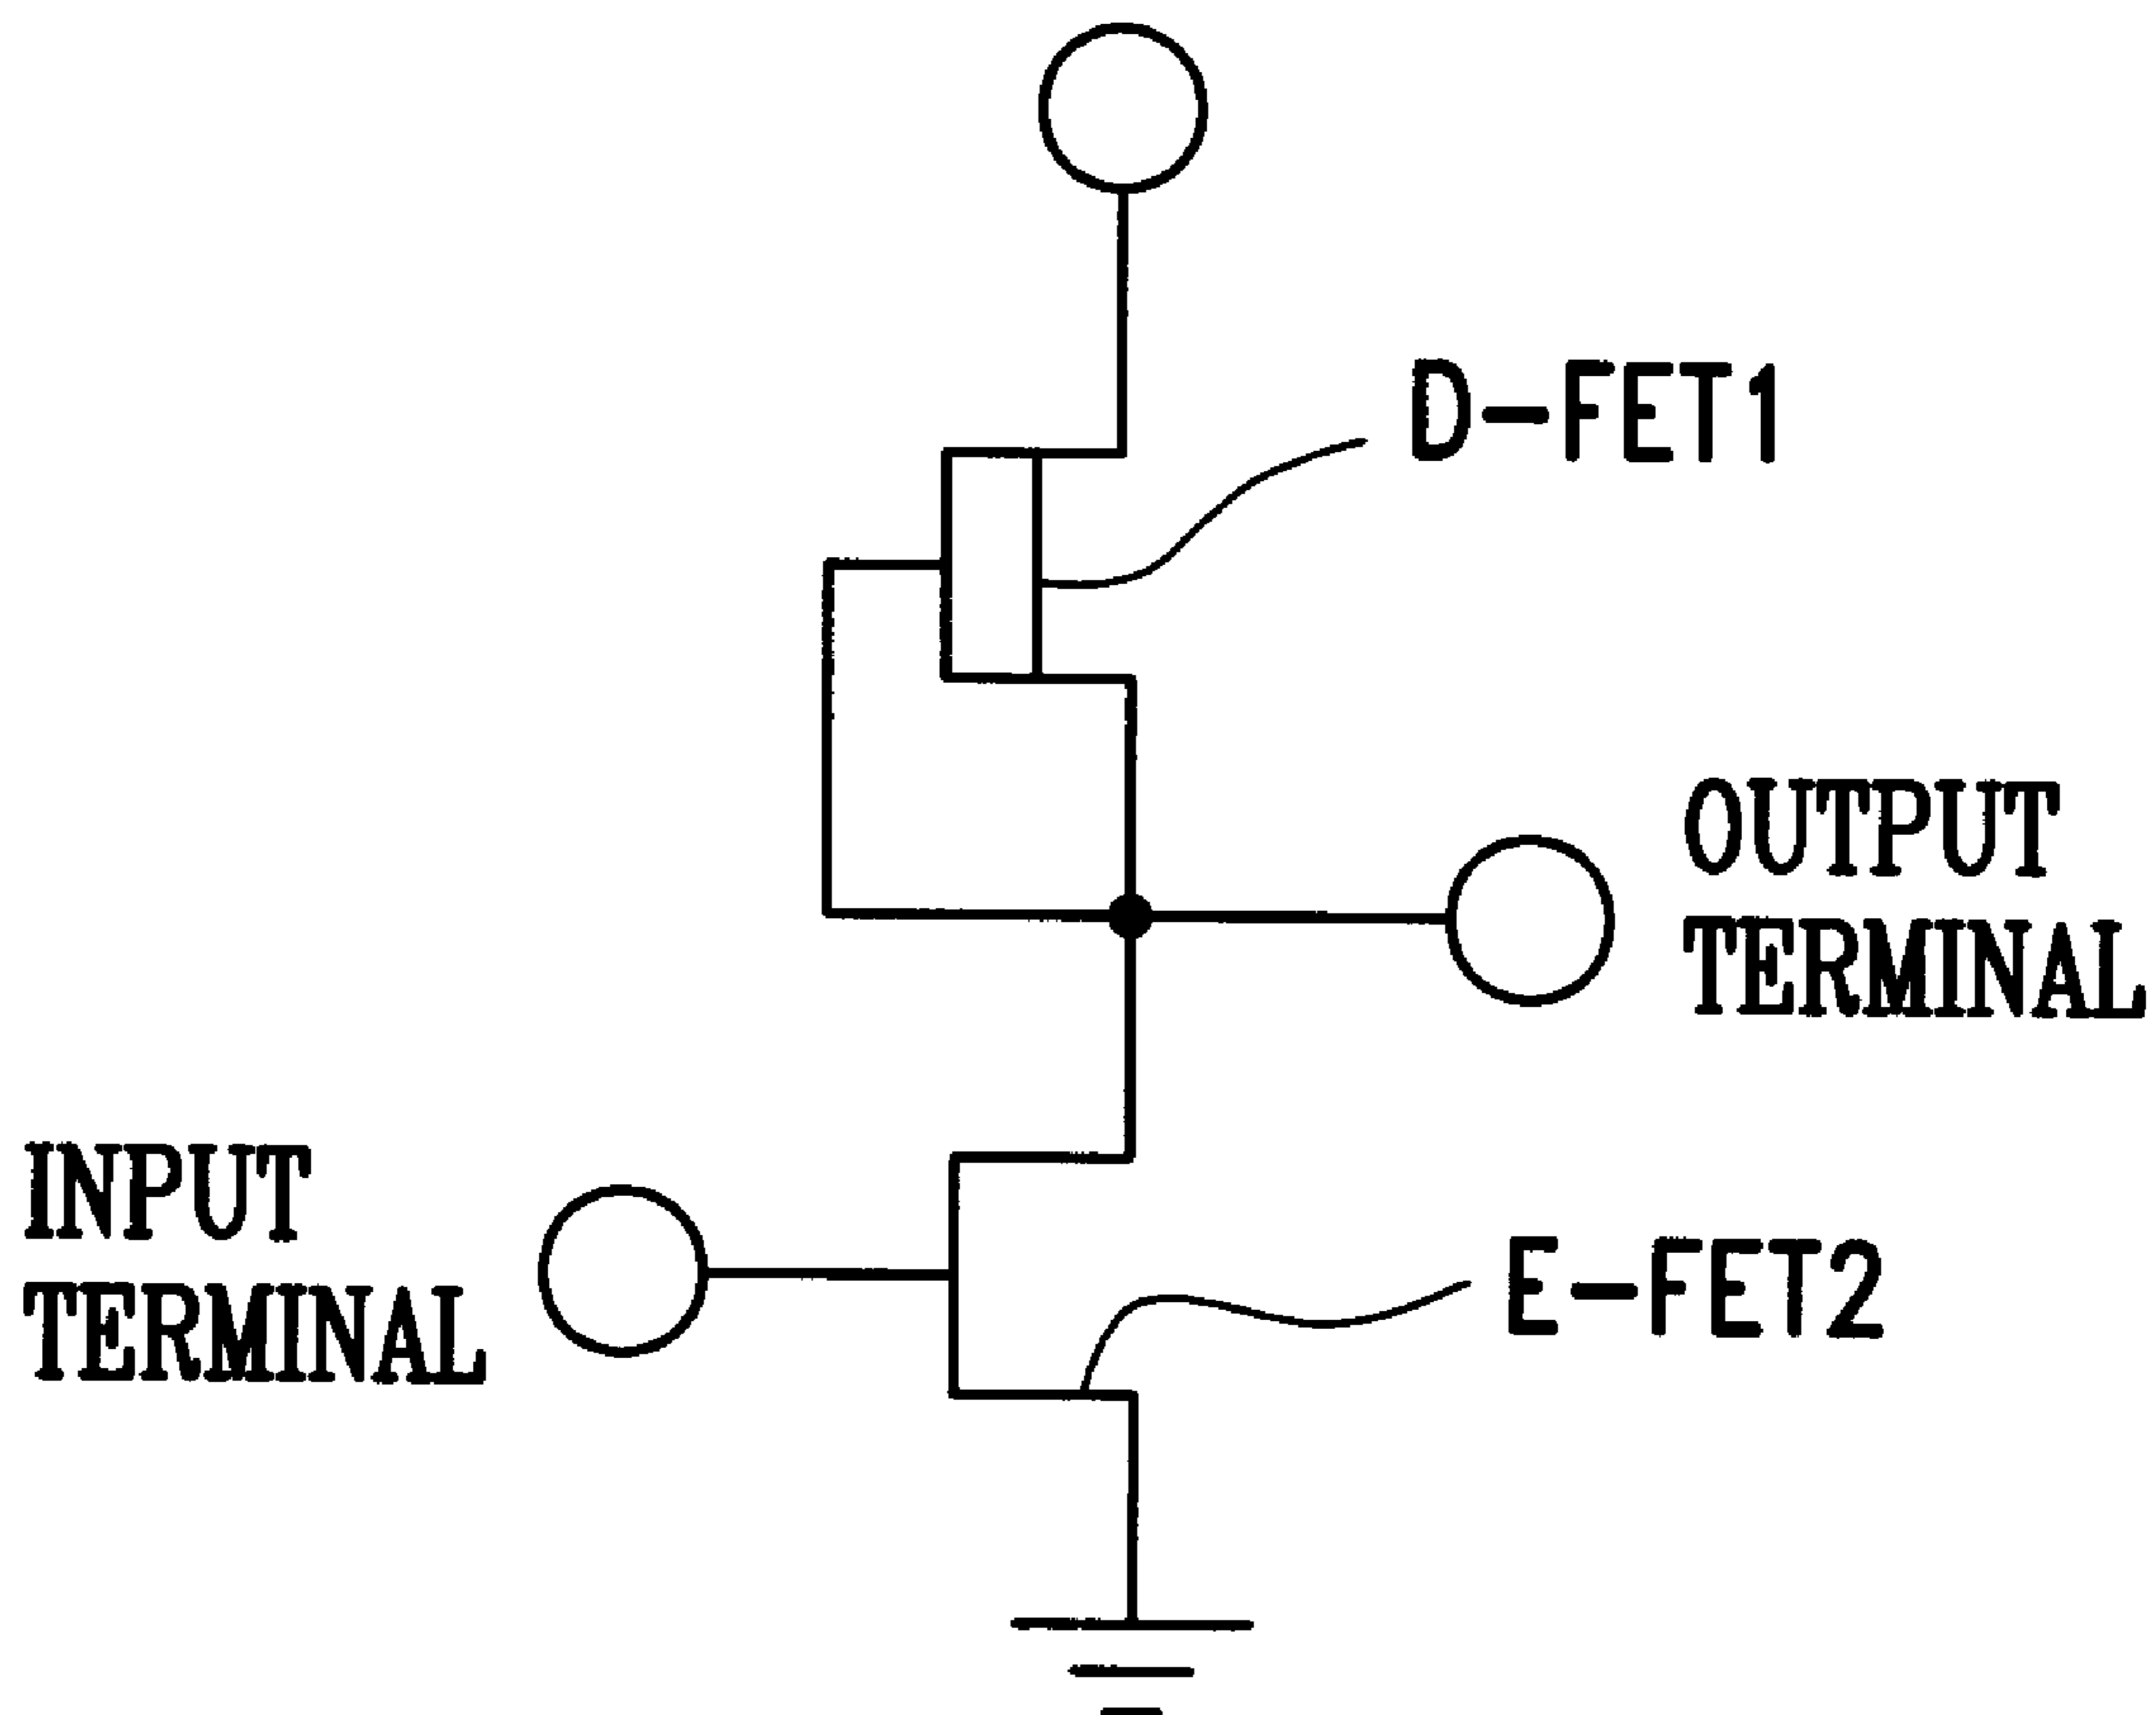 D-FET1
OUTPUT
TERMINAL
INPUT
TERMINAL
E-FET2